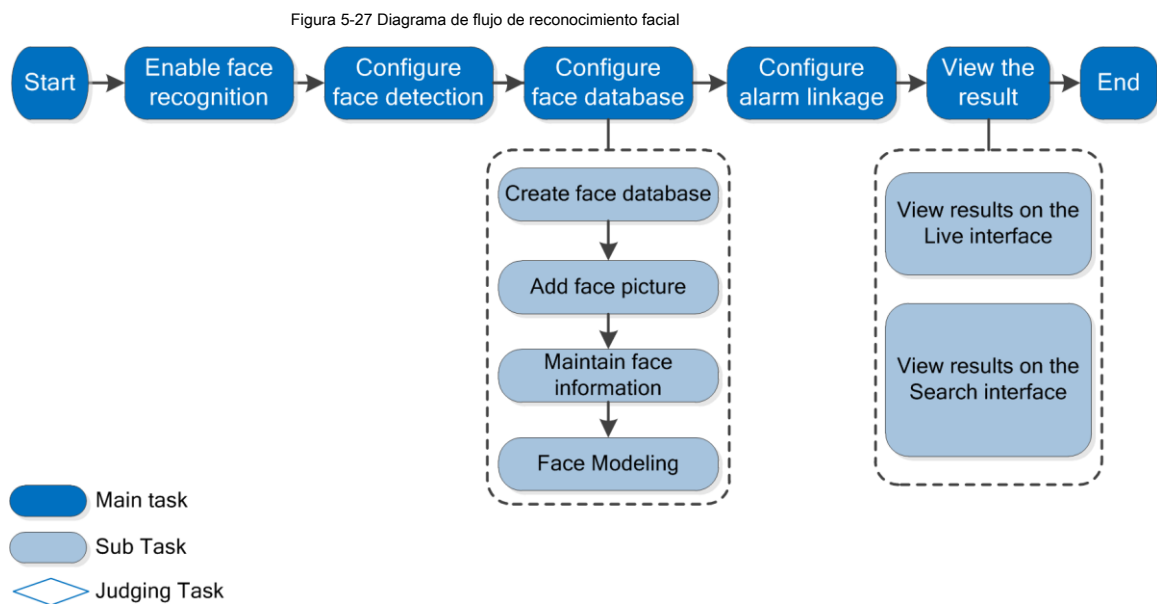 Figura 5-27 Diagrama de flujo de reconocimiento facial
Start
Enable face
recognition
Configure
face detection
Configure
face database
Configure
alarm linkage
View the
result
End
Create face database
Add face picture
Maintain face
information
Face Modeling
View results on the
Live interface
View results on the
Search interface
Main task
Sub Task
Judging Task